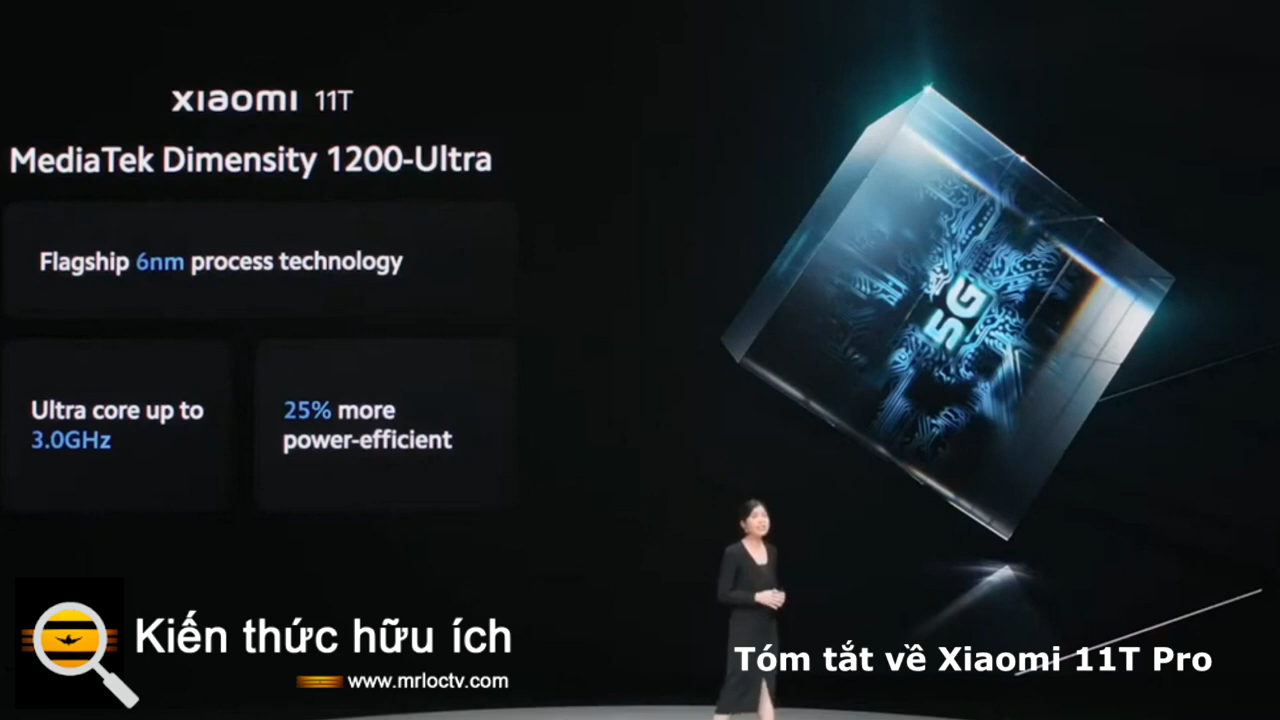 xiaomi 11T
MediaTek Dimensity 1200-Ultra
Flagship 6nm process technology
Ultra core up to
3.0GHz
25% more
power-efficient
5G
Kiến thức hữu ích
www.mrloctv.com
Tóm tắt về Xiaomi 11T Pro